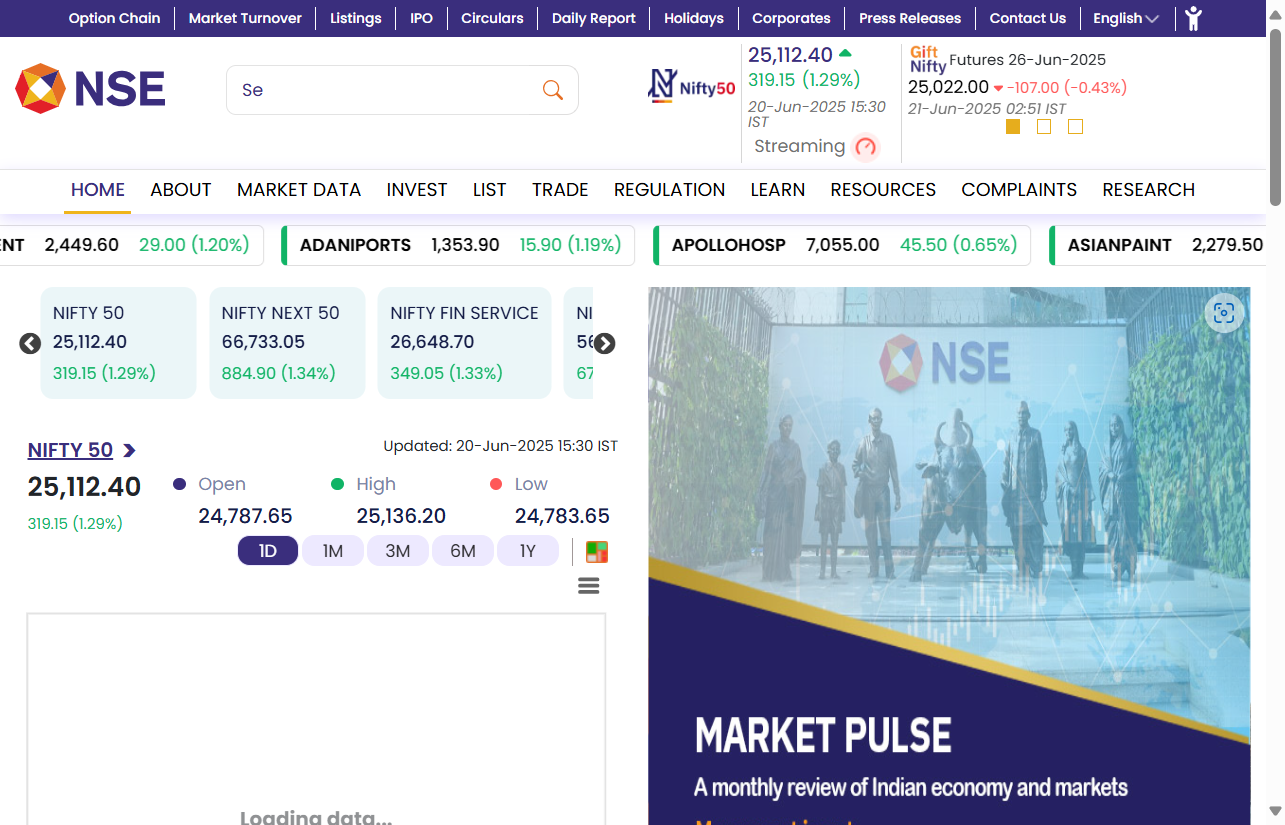 Option Chain Market Turnover Listings IPO Circulars Daily Report Holidays Corporates Press Releases Contact Us English
NSE
Se
Nifty50
25,112.40
319.15 (1.29%)
20-Jun-2025 15:30
IST
Streaming
Gift
Nifty Futures 26-Jun-2025
25,022.00 -107.00 (-0.43%)
21-Jun-2025 02:51 IST
HOME ABOUT MARKET DATA INVEST LIST TRADE REGULATION LEARN RESOURCES COMPLAINTS RESEARCH
ENT 2,449.60 29.00 (1.20%) ADANIPORTS 1,353.90 15.90 (1.19%) APOLLOHOSP 7,055.00 45.50 (0.65%) ASIANPAINT 2,279.50
NIFTY 50
25,112.40
319.15 (1.29%)
NIFTY NEXT 50
66,733.05
884.90 (1.34%)
NIFTY FIN SERVICE
26,648.70
349.05 (1.33%)
NI
56
67
NIFTY 50
Updated: 20-Jun-2025 15:30 IST
25,112.40
319.15 (1.29%)
Open
24,787.65
High
25,136.20
Low
24,783.65
1D 1M 3M 6M 1Y
Loading data...
NSE
MARKET PULSE
A monthly review of Indian economy and markets